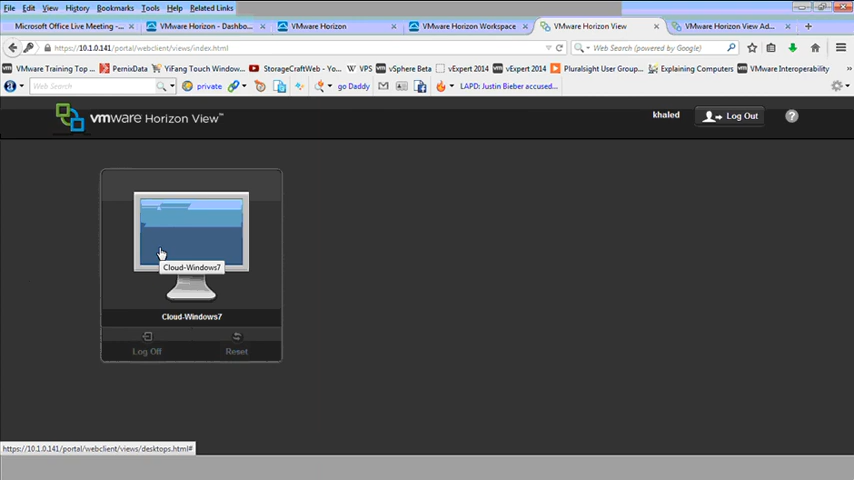 File Edit View History Bookmarks Tools Help Related Links
Microsoft Office Live Meeting -... × VMware Horizon - Dashbo... × VMware Horizon × VMware Horizon Workspace × VMware Horizon View × VMware Horizon View Ad... × +
https://10.1.0.141/portal/webclient/views/index.html Web Search (powered by Google)
VMware Training Top ... PernixData YiFang Touch Window... StorageCraftWeb - Yo... VPS vSphere Beta vExpert 2014 vExpert 2014 Pluralsight User Group... Explaining Computers VMware Interoperability
Web Search private go Daddy LAPD: Justin Bieber accused...
vmware Horizon View™ khaled Log Out ?
Cloud-Windows7
Cloud-Windows7
Log Off Reset
https://10.1.0.141/portal/webclient/views/desktops.html#